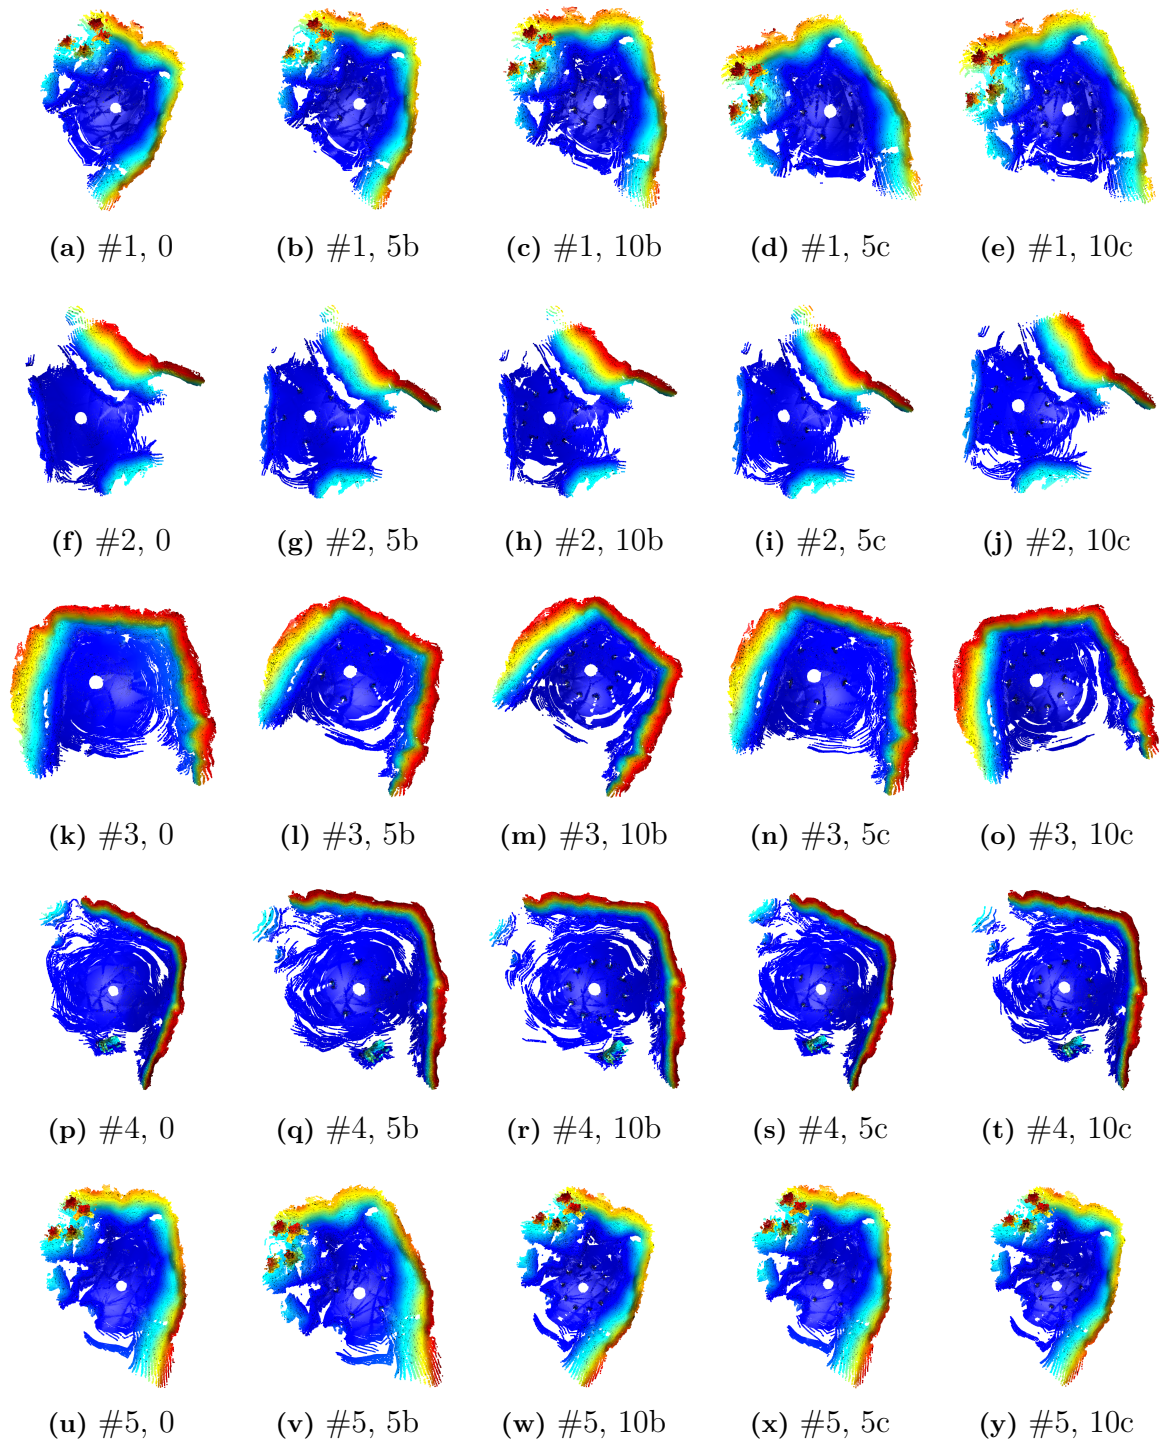 (a) #1, 0 (b) #1, 5b (c) #1, 10b (d) #1, 5c (e) #1, 10c
(f) #2, 0 (g) #2, 5b (h) #2, 10b (i) #2, 5c (j) #2, 10c
(k) #3, 0 (l) #3, 5b (m) #3, 10b (n) #3, 5c (o) #3, 10c
(p) #4, 0 (q) #4, 5b (r) #4, 10b (s) #4, 5c (t) #4, 10c
(u) #5, 0 (v) #5, 5b (w) #5, 10b (x) #5, 5c (y) #5, 10c